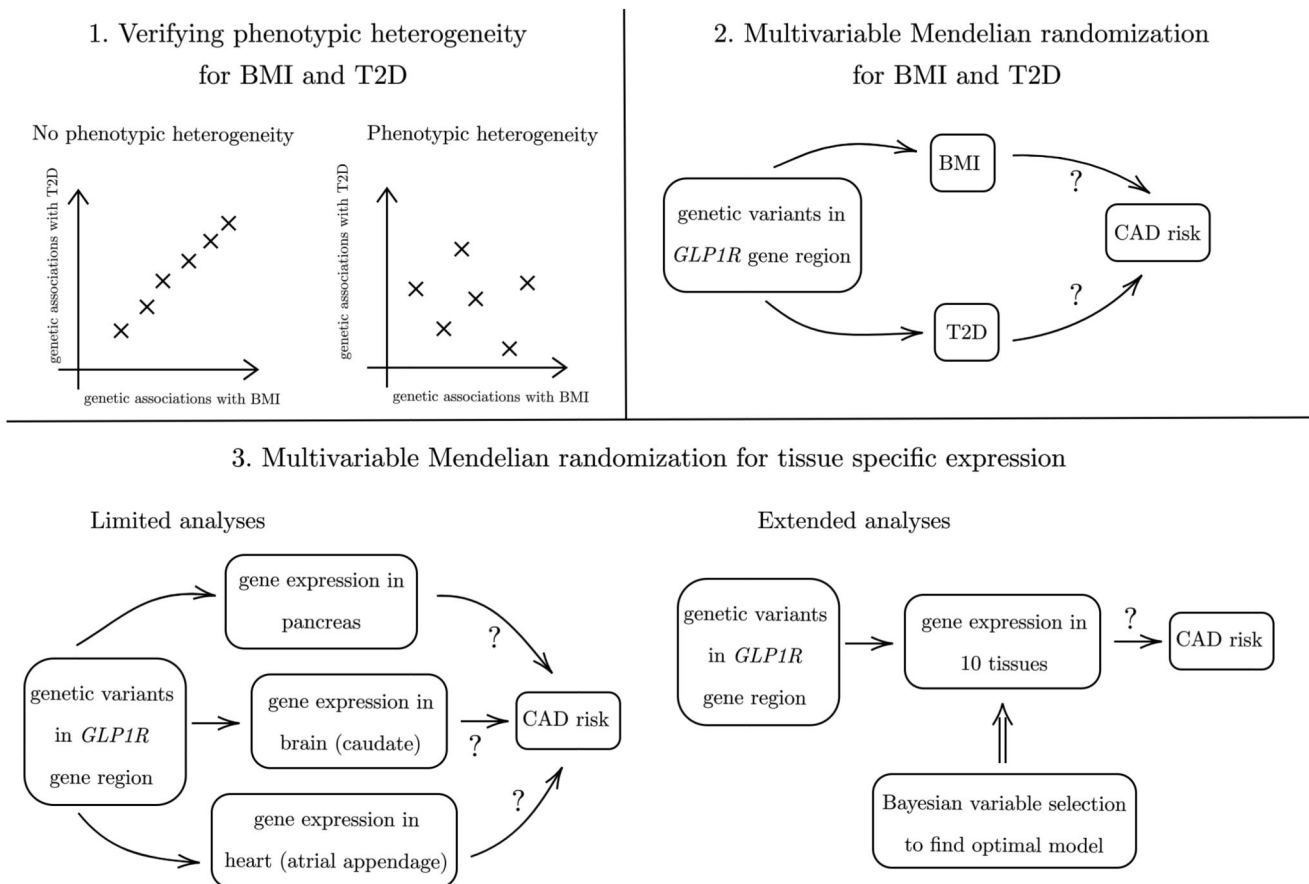 1. Verifying phenotypic heterogeneity
for BMI and T2D
No phenotypic heterogeneity
genetic associations with T2D
genetic associations with BMI
Phenotypic heterogeneity
genetic associations with T2D
genetic associations with BMI
2. Multivariable Mendelian randomization
for BMI and T2D
genetic variants in
GLP1R gene region
BMI
T2D
?
?
CAD risk
3. Multivariable Mendelian randomization for tissue specific expression
Limited analyses
genetic variants
in GLP1R
gene region
gene expression in
pancreas
gene expression in
brain (caudate)
gene expression in
heart (atrial appendage)
?
?
?
CAD risk
Extended analyses
genetic variants
in GLP1R
gene region
gene expression in
10 tissues
?
CAD risk
Bayesian variable selection
to find optimal model